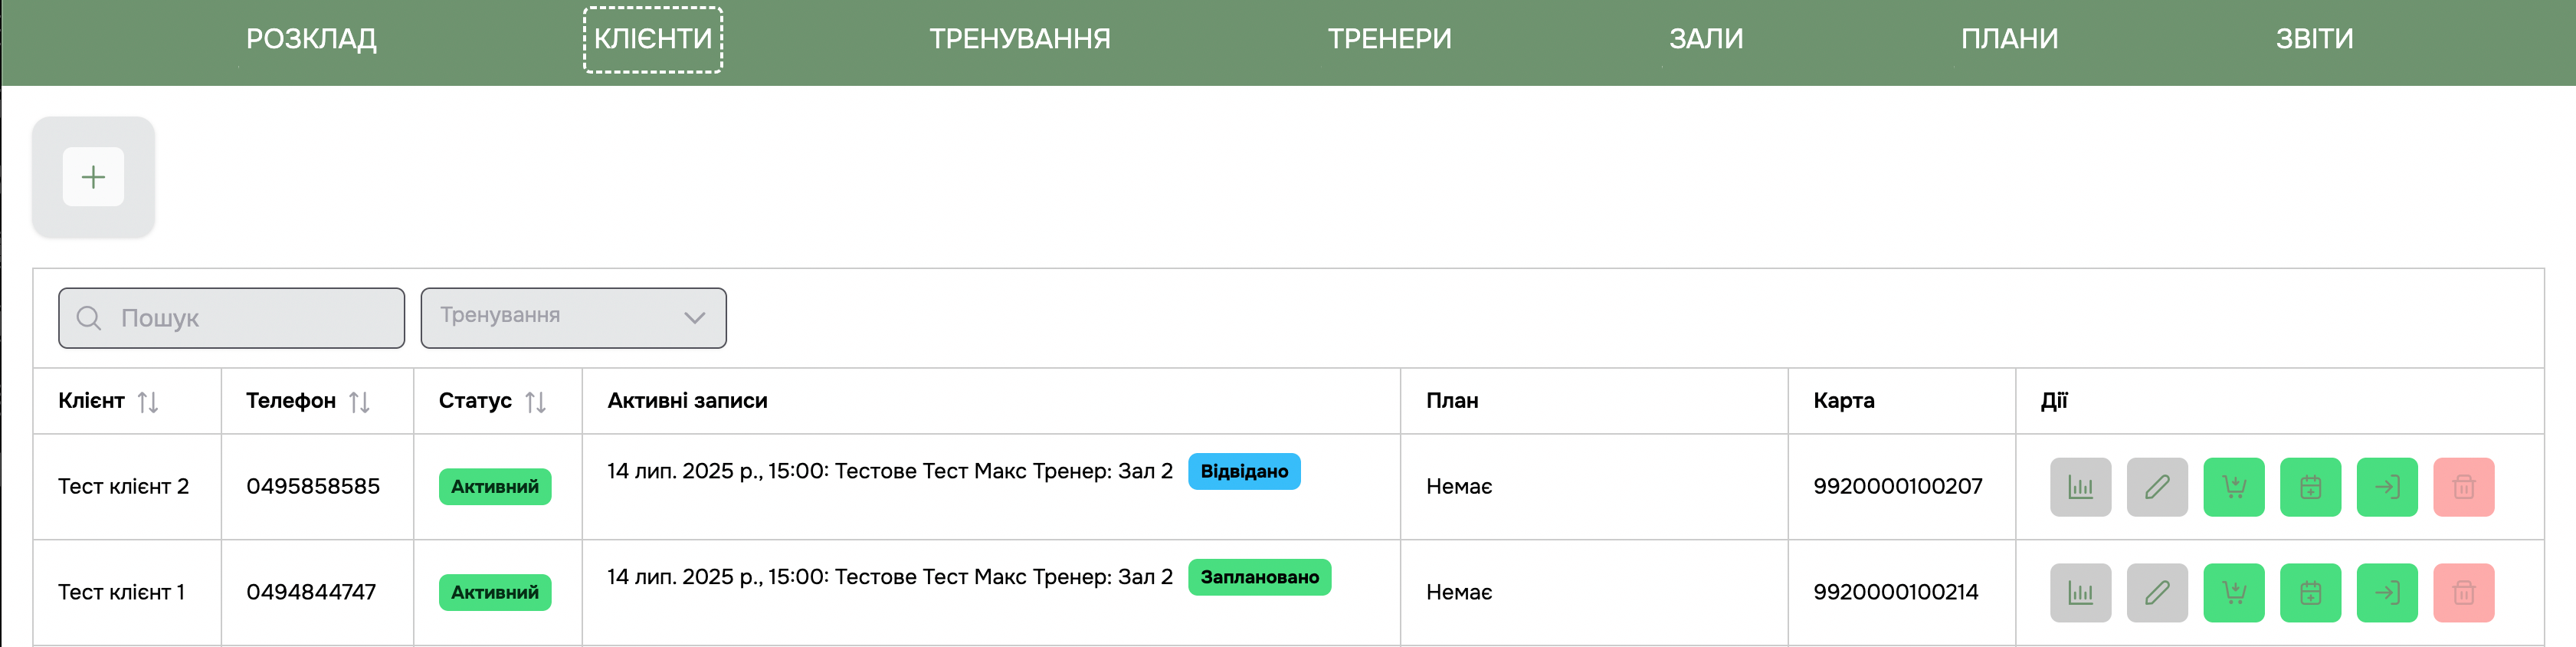 РОЗКЛАД КЛІЄНТИ ТРЕНУВАННЯ ТРЕНЕРИ ЗАЛИ ПЛАНИ ЗВІТИ
Пошук Тренування
Клієнт Телефон Статус Активні записи План Карта Дії
Тест клієнт 2 0495858585 Активний 14 лип. 2025 р., 15:00: Тестове Тест Макс Тренер: Зал 2 Відвідано Немає 9920000100207
Тест клієнт 1 0494844747 Активний 14 лип. 2025 р., 15:00: Тестове Тест Макс Тренер: Зал 2 Заплановано Немає 9920000100214